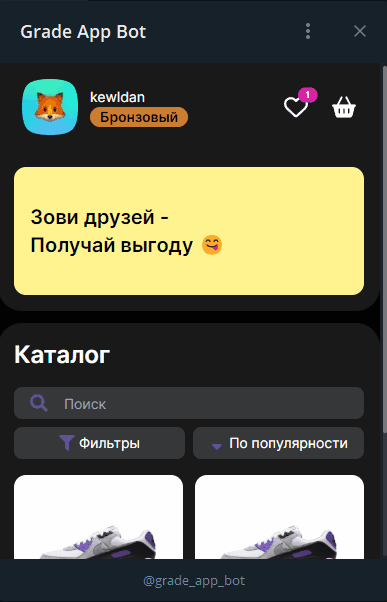 Grade App Bot
kewldan
1
Бронзовый
Зови друзей -
Получай выгоду 😋
Каталог
Поиск
Фильтры
По популярности
@grade_app_bot